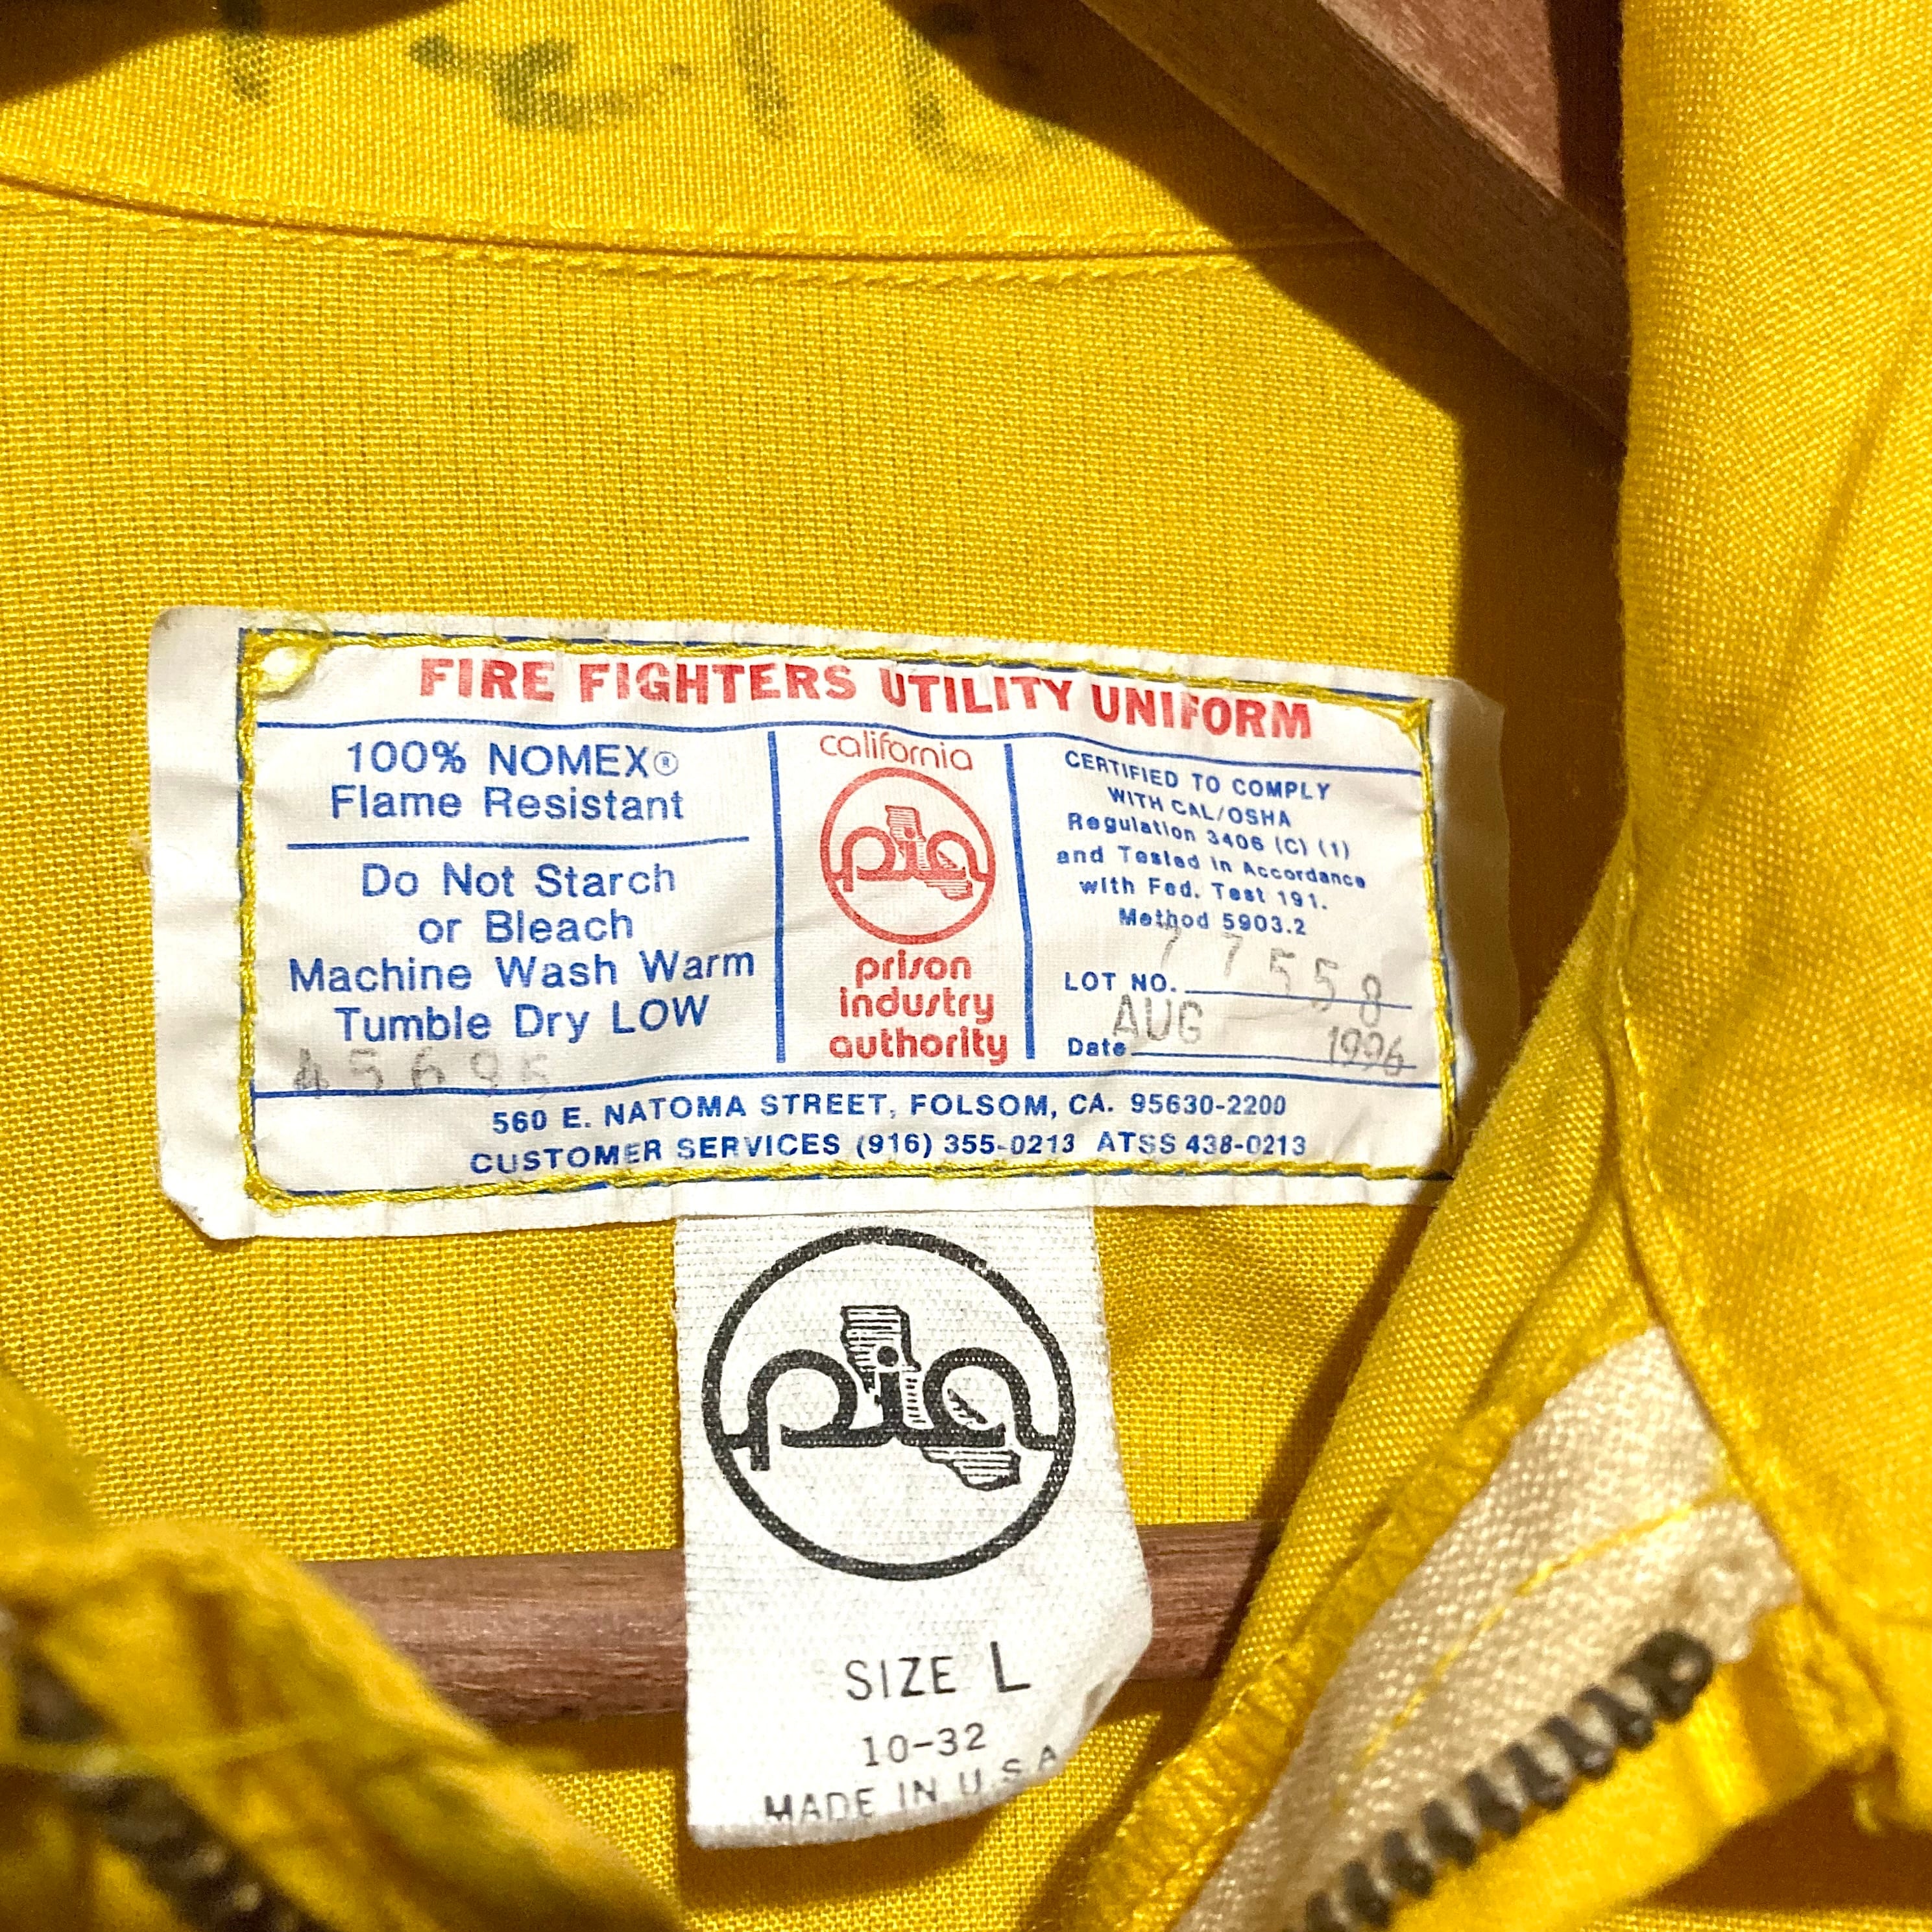 FIRE FIGHTERS UTILITY UNIFORM
100% NOMEX®
Flame Resistant
Do Not Starch
or Bleach
Machine Wash Warm
Tumble Dry LOW
california
pia
prison
industry
authority
CERTIFIED TO COMPLY
WITH CAL/OSHA
Regulation 3406 (C) (1)
and Tested in Accordance
with Fed. Test 191.
Method 5903.2
LOT NO. 77558
Date AUG 1996
560 E. NATOMA STREET, FOLSOM, CA. 95630-2200
CUSTOMER SERVICES (916) 355-0213 ATSS 438-0213
pia
SIZE L
10-32
MADE IN U.S.A